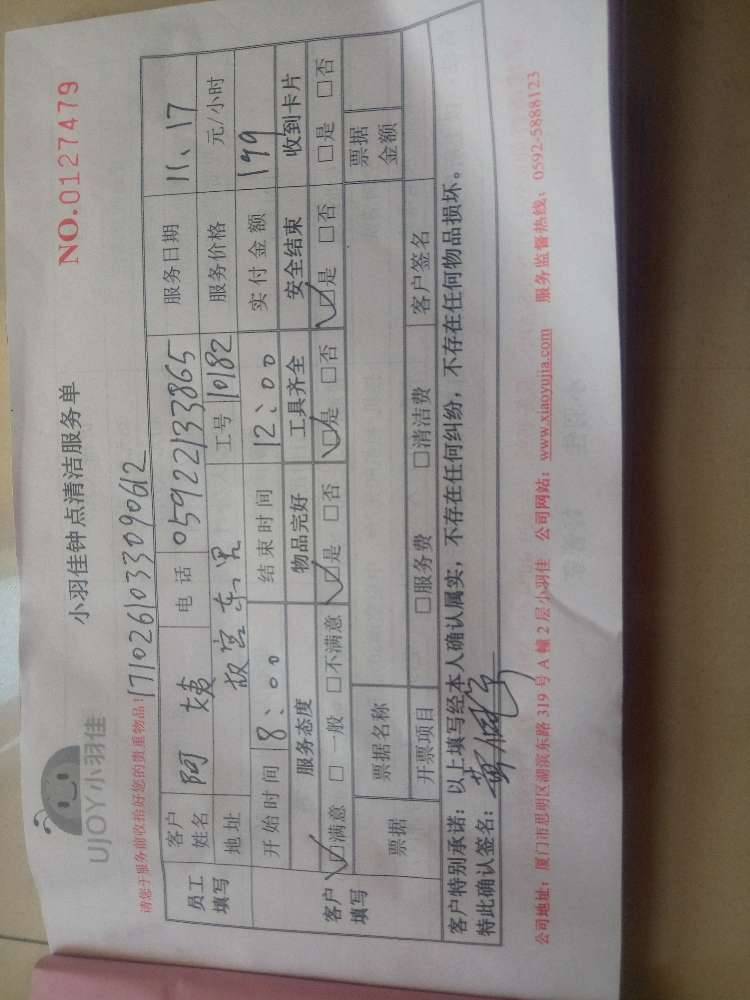 UJOY小羽佳
小羽佳钟点清洁服务单
NO.0127479
请您于服务前收拾好您的贵重物品!
1710261033090612
员工填写 客户姓名 阿姨 电话 05922133865 服务日期 11、17
地址 故宫东里 工号 10182 服务价格 元/小时
开始时间 8:00 结束时间 12:00 实付金额 199
客户填写 服务态度 物品完好 工具齐全 安全结束 收到卡片
☑满意 □一般 □不满意 ☑是 □否 ☑是 □否 ☑是 □否 □是 □否
票据 票据名称 票据金额
开票项目 □服务费 □清洁费 客户签名
客户特别承诺:以上填写经本人确认属实,不存在任何纠纷,不存在任何物品损坏。
特此确认签名:
公司地址:厦门市思明区湖滨东路319号A幢2层小羽佳 公司网站:www.xiaoyujia.com 服务监督热线:0592-5888123